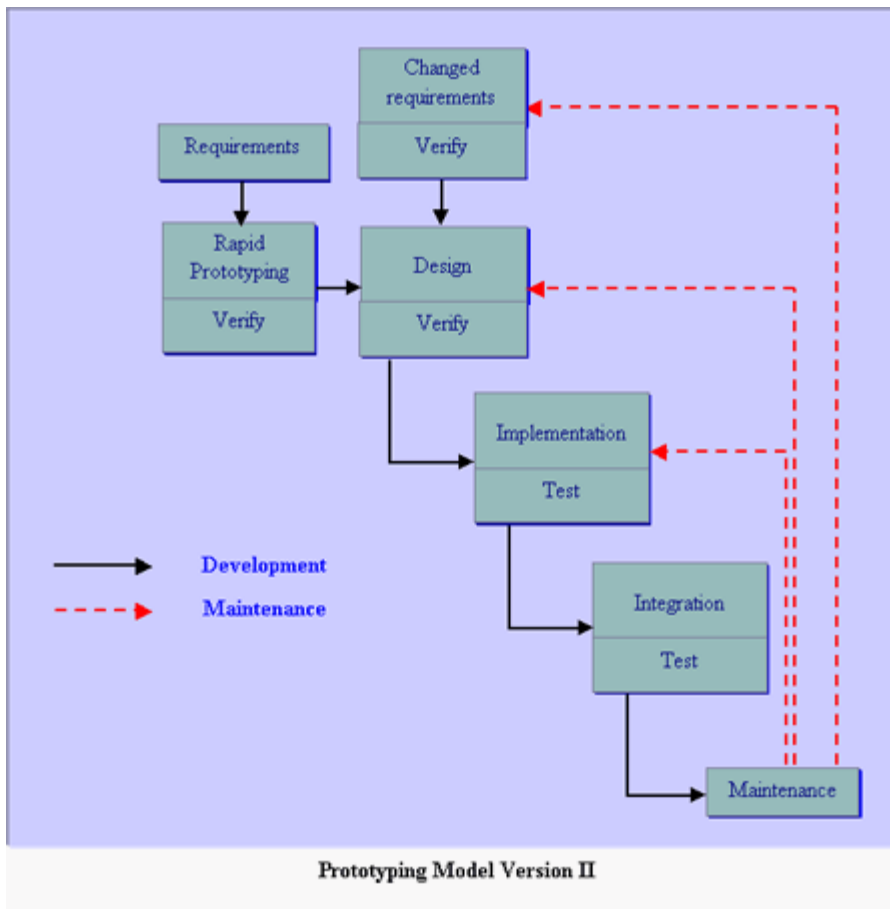 Changed
requirements
Verify
Requirements
Rapid
Prototyping
Verify
Design
Verify
Implementation
Test
Development
Maintenance
Integration
Test
Maintenance
Prototyping Model Version II